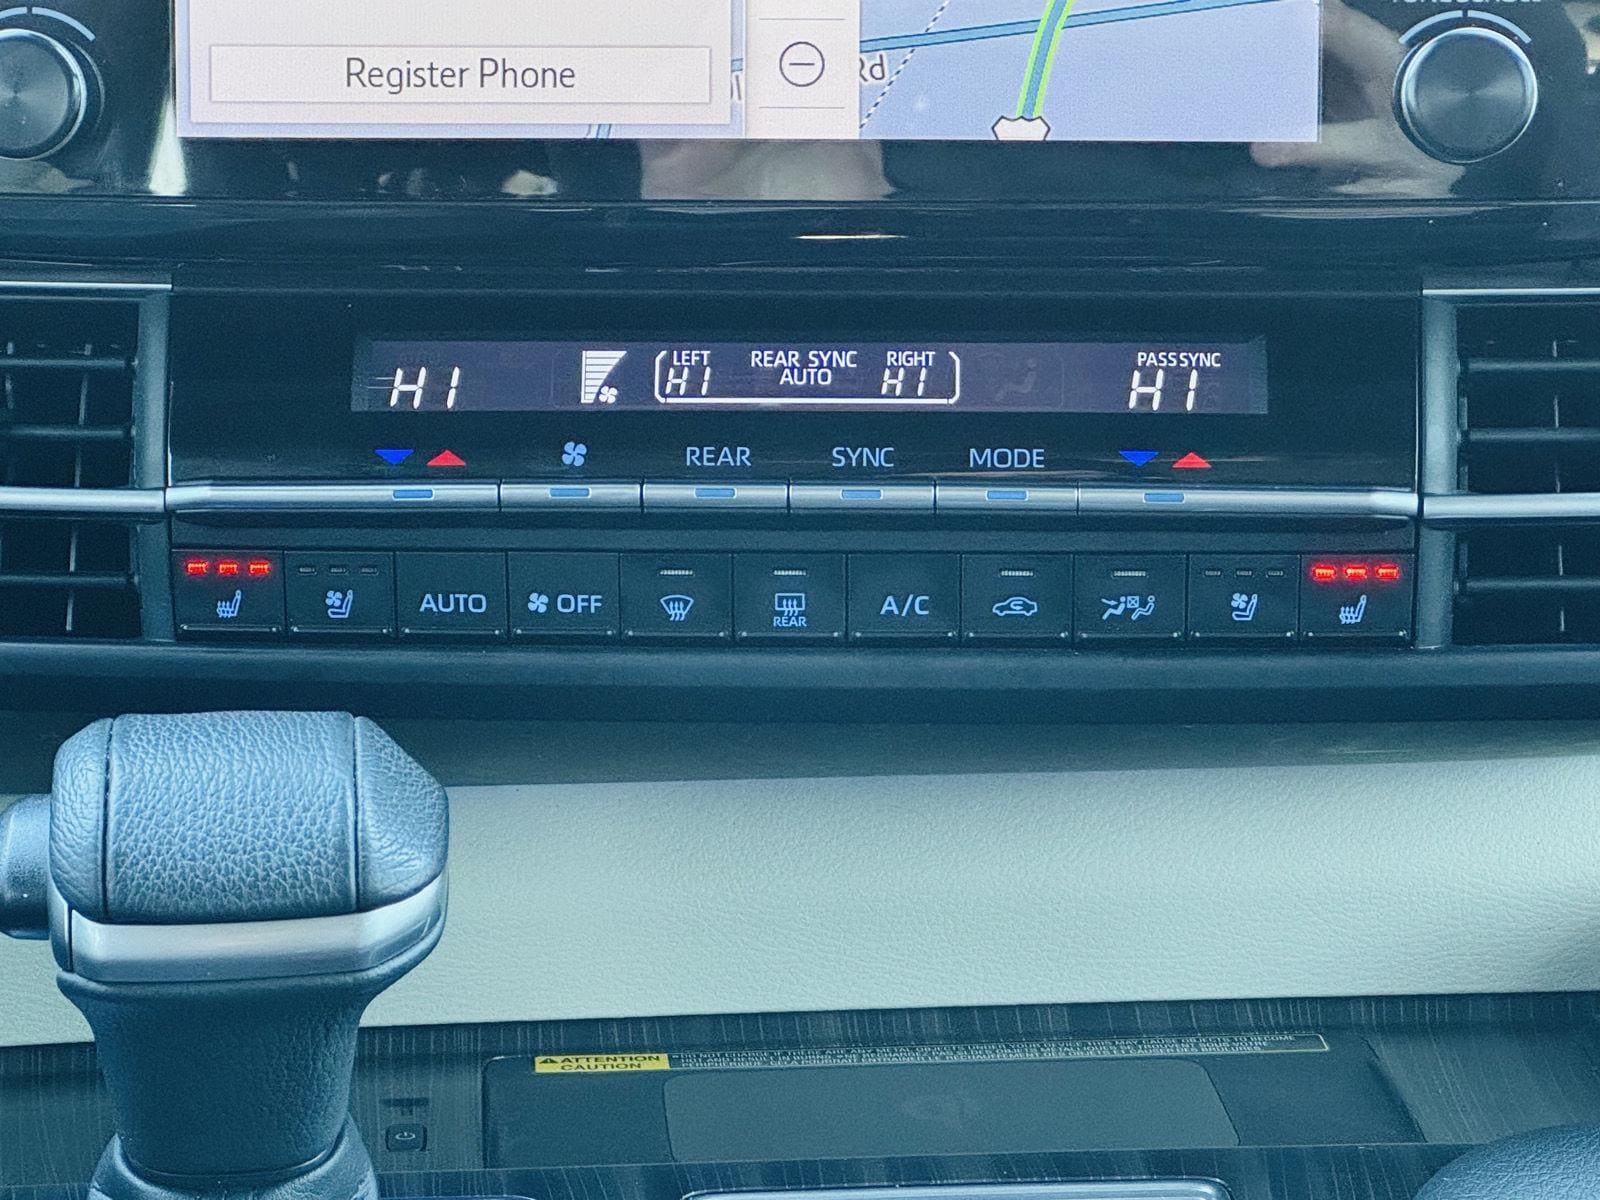 Register Phone
Rd
HI
LEFT
HI
REAR SYNC
AUTO
RIGHT
HI
PASS SYNC
HI
REAR
SYNC
MODE
AUTO
OFF
REAR
A/C
ATTENTION
CAUTION